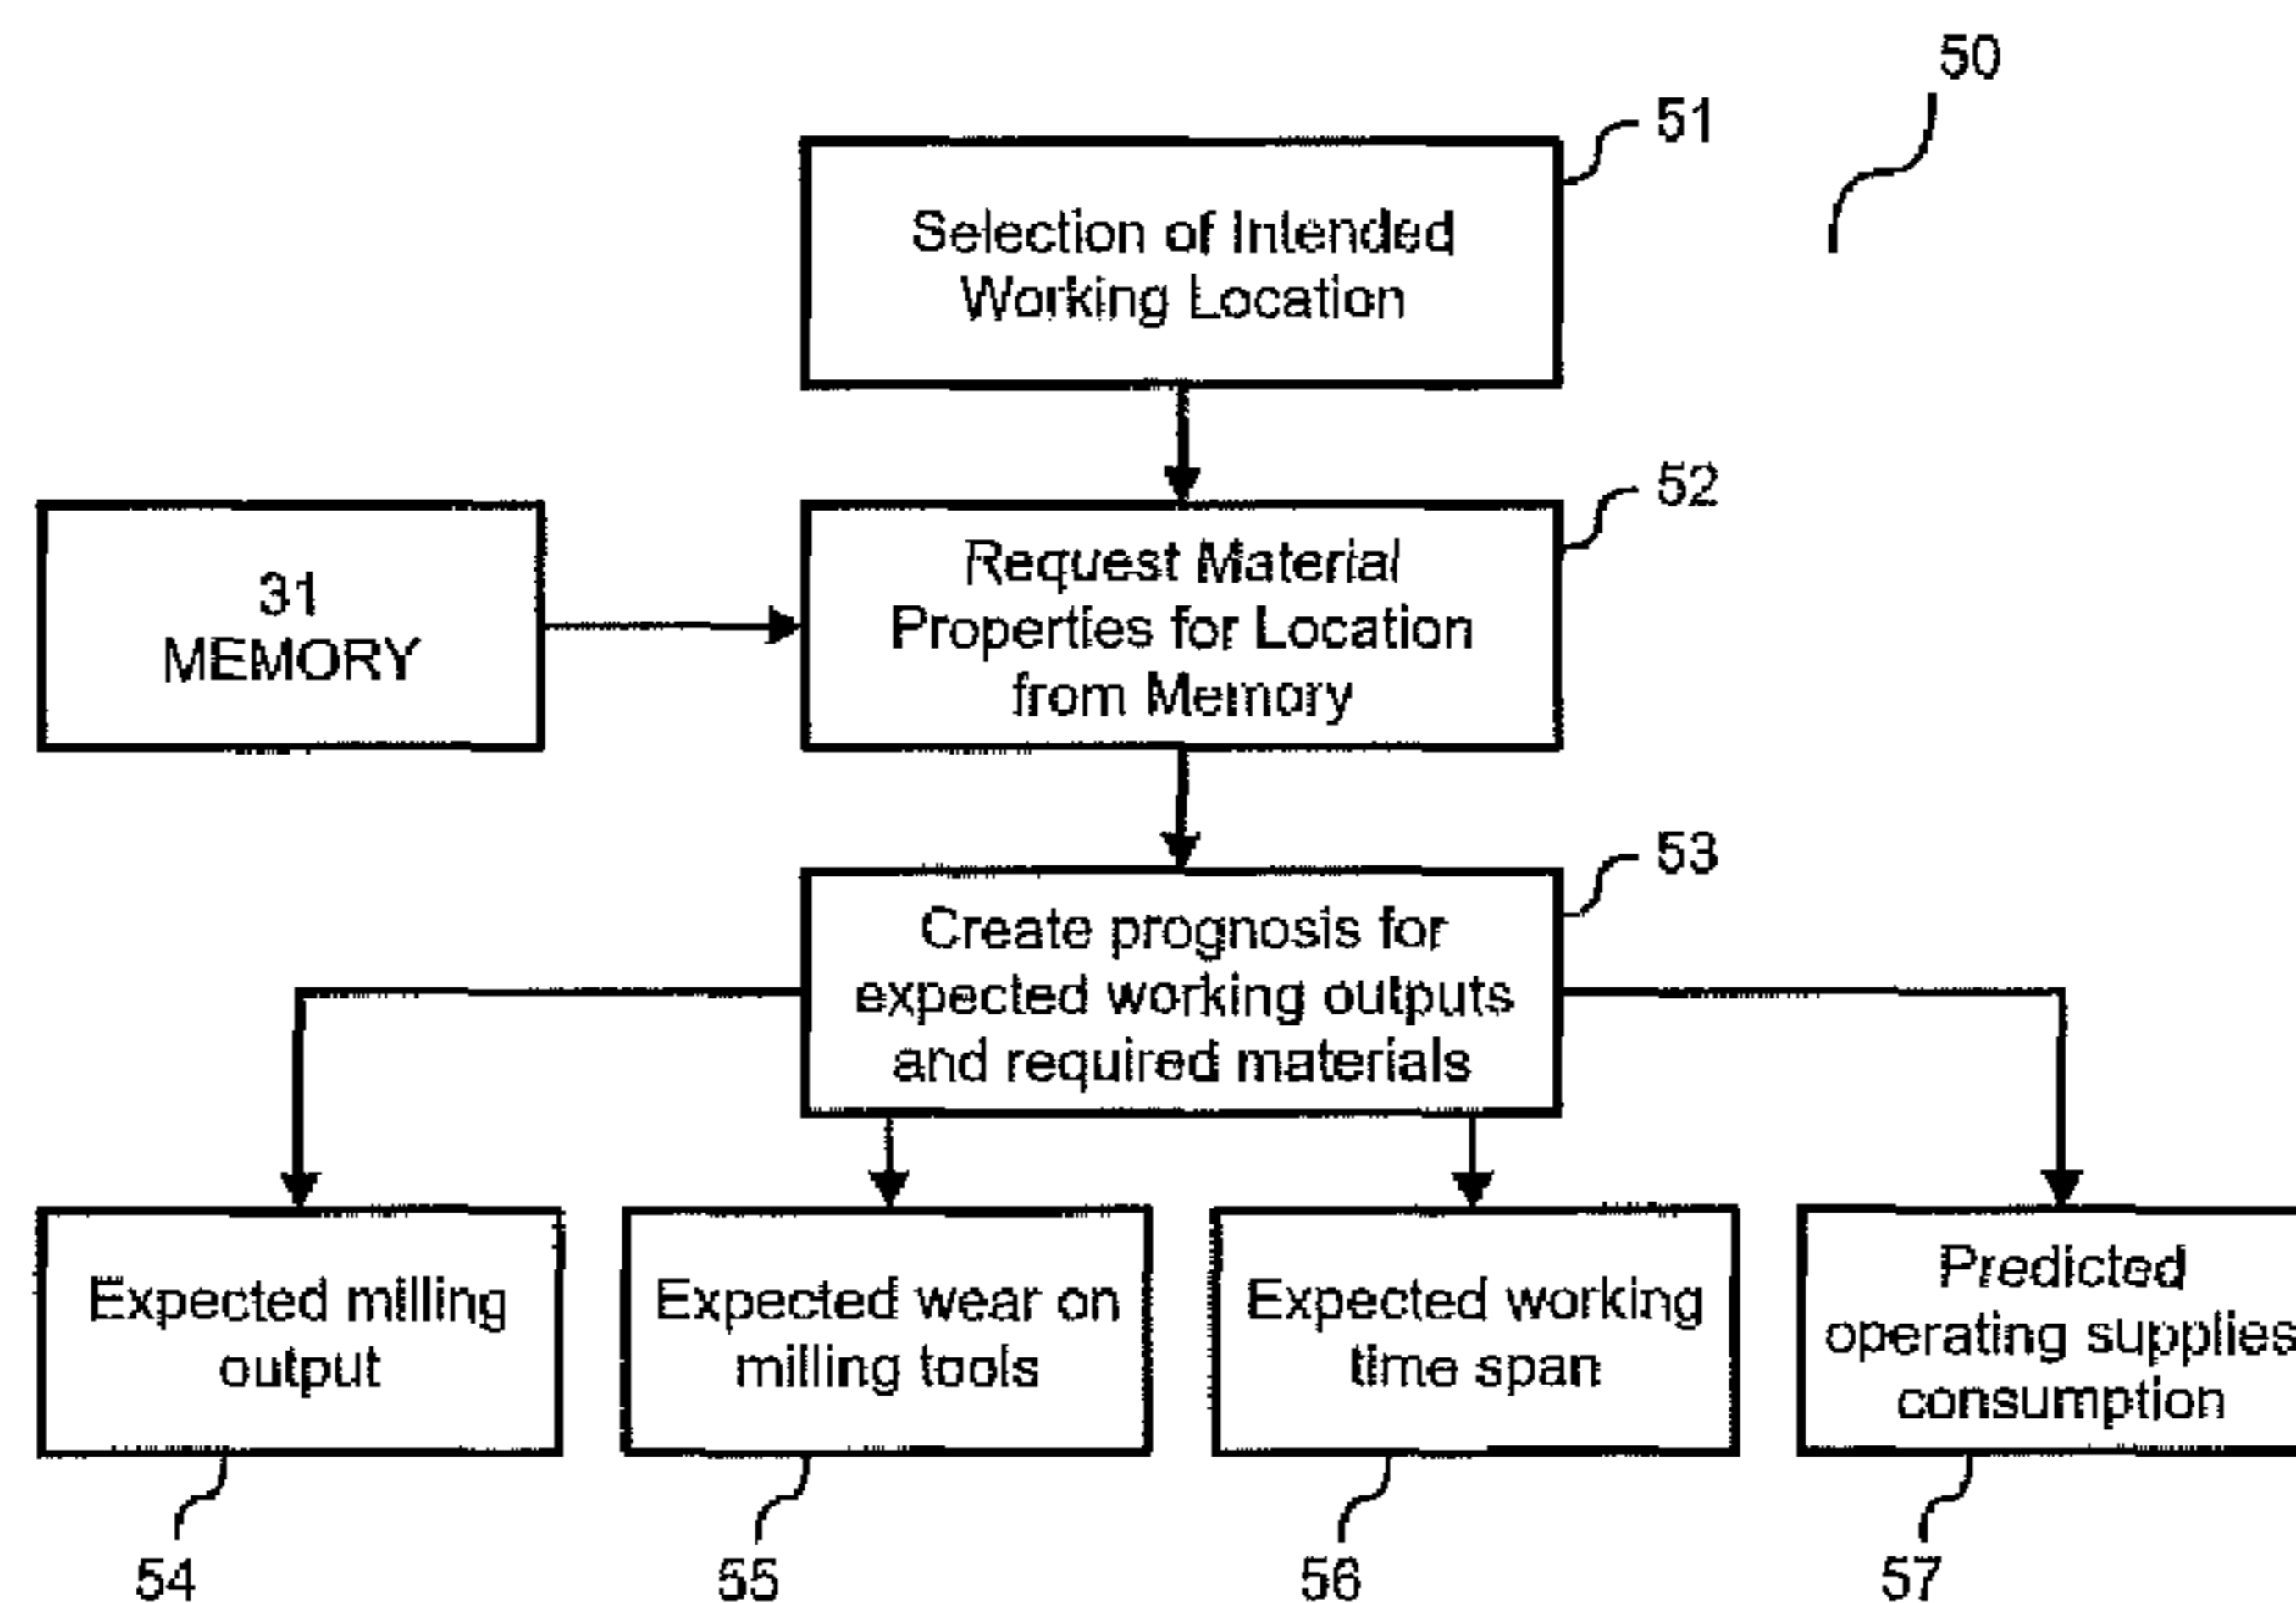 50
51
Selection of Intended
Working Location
52
31
MEMORY
Request Material
Properties for Location
from Memory
53
Create prognosis for
expected working outputs
and required materials
Expected milling
output
Expected wear on
milling tools
Expected working
time span
Predicted
operating supplies
consumption
54
55
56
57